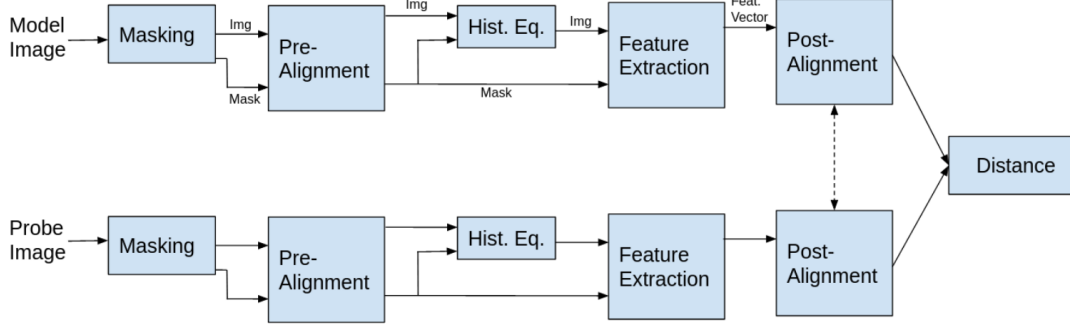 Model
Image
Masking
Img
Mask
Pre-
Alignment
Img
Hist. Eq.
Img
Mask
Feature
Extraction
Feat.
Vector
Post-
Alignment
Distance
Probe
Image
Masking
Pre-
Alignment
Hist. Eq.
Feature
Extraction
Post-
Alignment